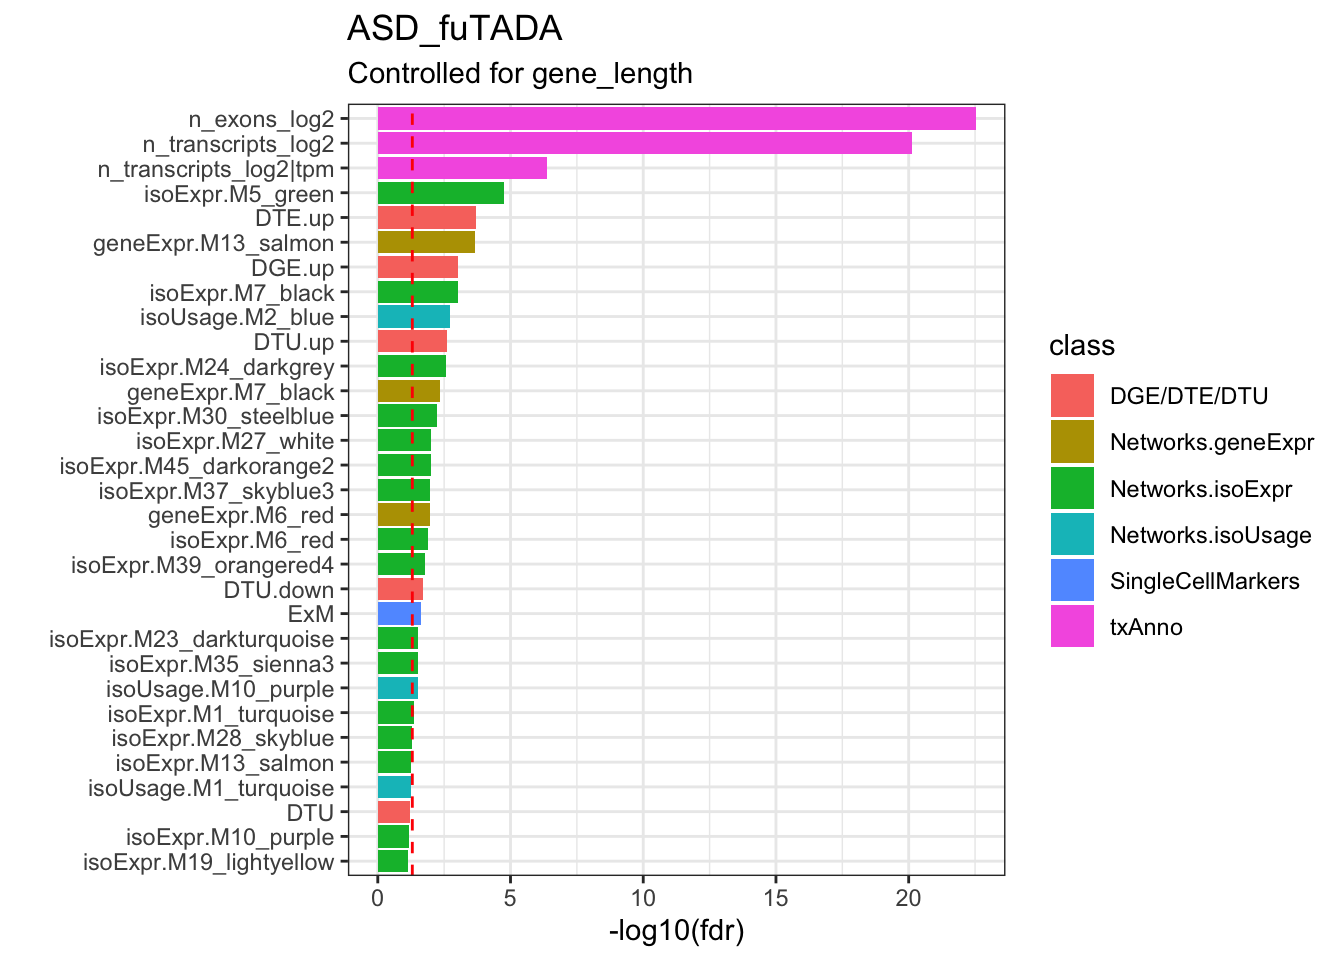 ASD_fuTADA
Controlled for gene_length
n_exons_log2
n_transcripts_log2
n_transcripts_log2|tpm
isoExpr.M5_green
DTE.up
geneExpr.M13_salmon
DGE.up
isoExpr.M7_black
isoUsage.M2_blue
DTU.up
isoExpr.M24_darkgrey
geneExpr.M7_black
isoExpr.M30_steelblue
isoExpr.M27_white
isoExpr.M45_darkorange2
isoExpr.M37_skyblue3
geneExpr.M6_red
isoExpr.M6_red
isoExpr.M39_orangered4
DTU.down
ExM
isoExpr.M23_darkturquoise
isoExpr.M35_sienna3
isoUsage.M10_purple
isoExpr.M1_turquoise
isoExpr.M28_skyblue
isoExpr.M13_salmon
isoUsage.M1_turquoise
DTU
isoExpr.M10_purple
isoExpr.M19_lightyellow
0 5 10 15 20
-log10(fdr)
class
DGE/DTE/DTU
Networks.geneExpr
Networks.isoExpr
Networks.isoUsage
SingleCellMarkers
txAnno